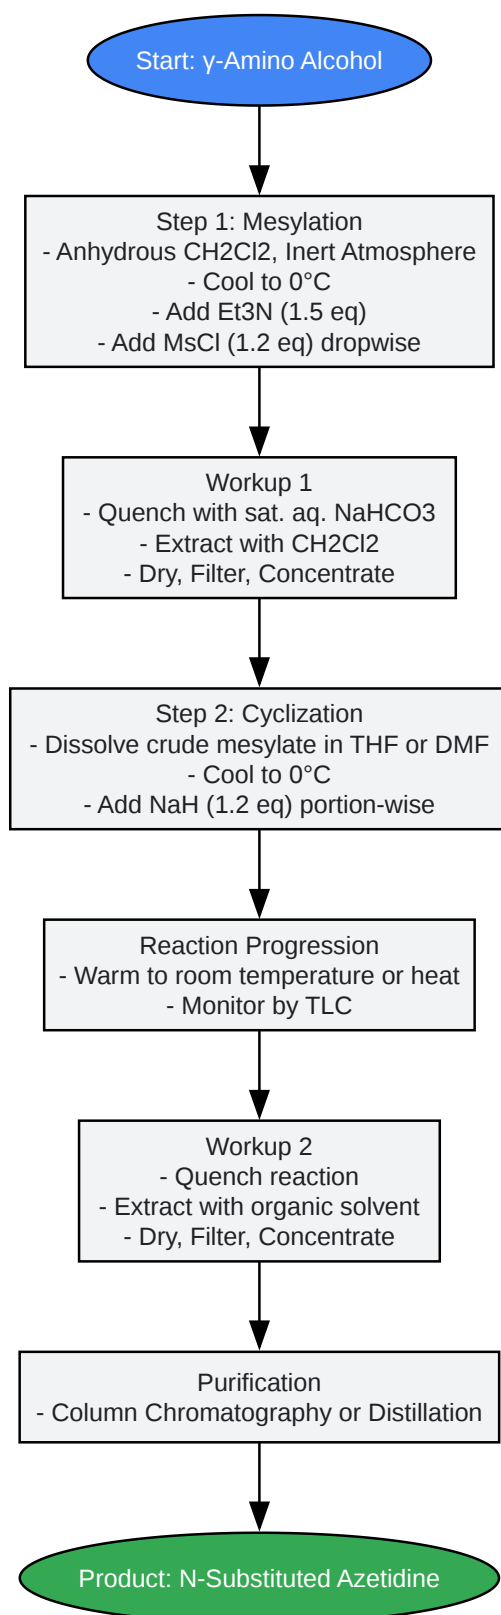 Start: γ-Amino Alcohol
Step 1: Mesylation
- Anhydrous CH2Cl2, Inert Atmosphere
- Cool to 0°C
- Add Et3N (1.5 eq)
- Add MsCl (1.2 eq) dropwise
Workup 1
- Quench with sat. aq. NaHCO3
- Extract with CH2Cl2
- Dry, Filter, Concentrate
Step 2: Cyclization
- Dissolve crude mesylate in THF or DMF
- Cool to 0°C
- Add NaH (1.2 eq) portion-wise
Reaction Progression
- Warm to room temperature or heat
- Monitor by TLC
Workup 2
- Quench reaction
- Extract with organic solvent
- Dry, Filter, Concentrate
Purification
- Column Chromatography or Distillation
Product: N-Substituted Azetidine